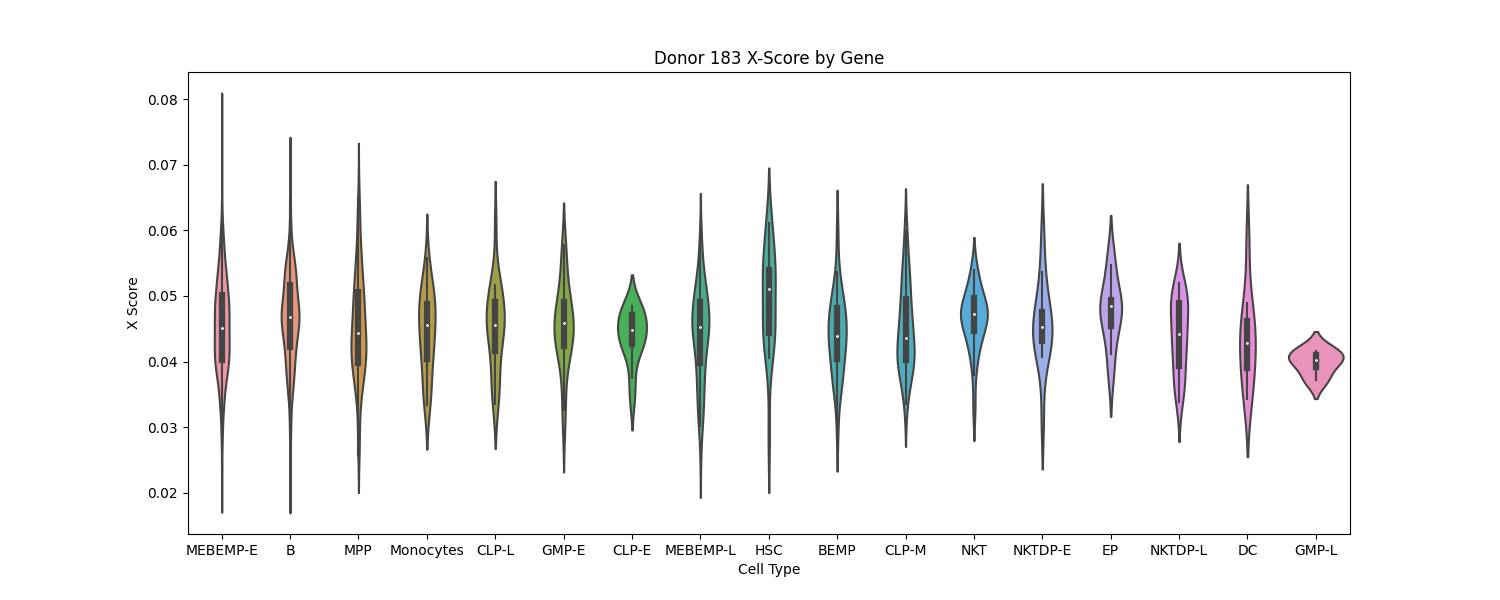 Donor 183 X-Score by Gene
X Score
0.08
0.07
0.06
0.05
0.04
0.03
0.02
MEBEMP-E B MPP Monocytes CLP-L GMP-E CLP-E MEBEMP-L HSC BEMP CLP-M NKT NKTDP-E EP NKTDP-L DC GMP-L
Cell Type